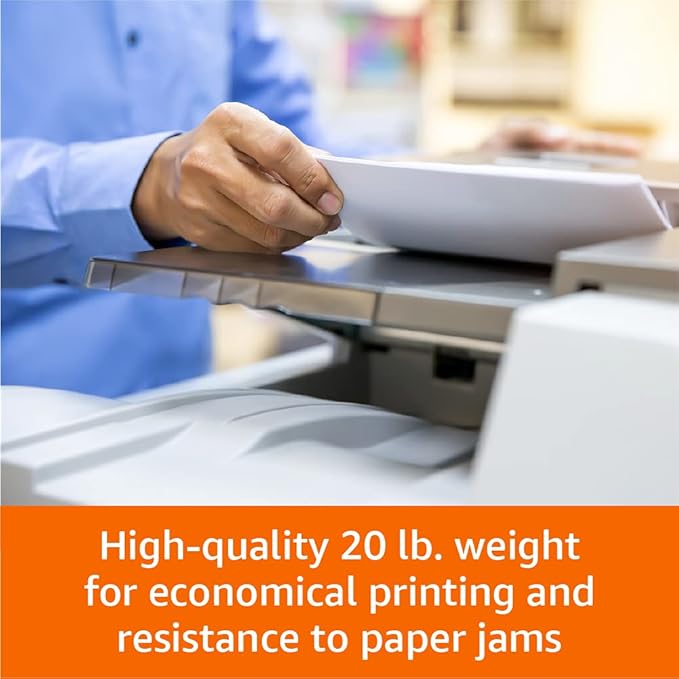 High-quality 20 lb. weight
for economical printing and
resistance to paper jams